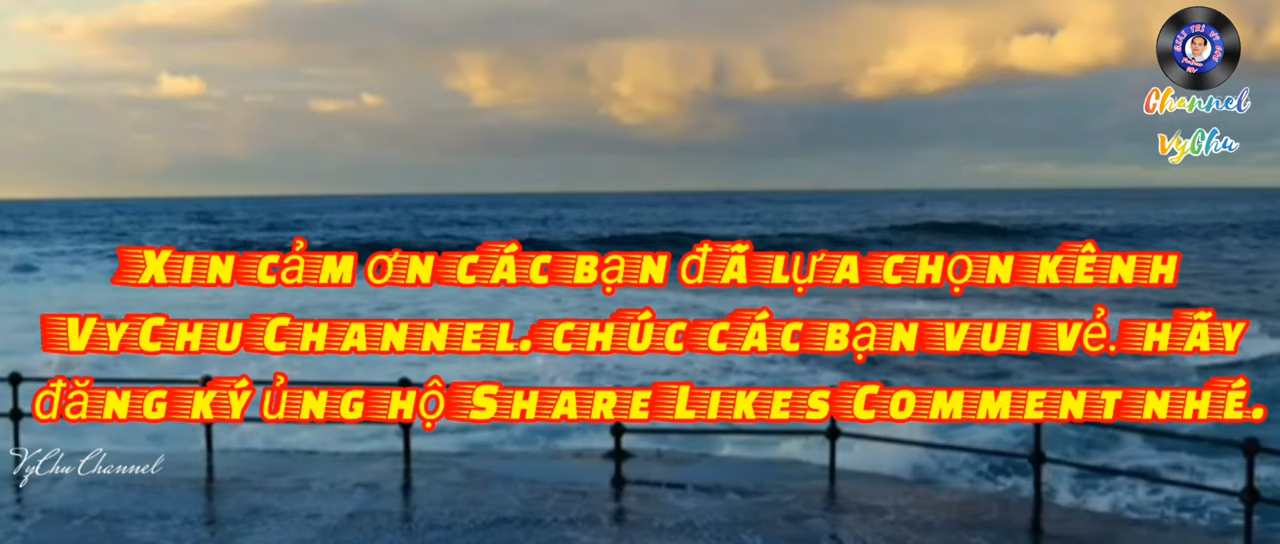 Channel
VyChu
Xin cảm ơn các bạn đã lựa chọn kênh
VyChu Channel. chúc các bạn vui vẻ. hãy
đăng ký ủng hộ Share Likes Comment nhé.
VyChu Channel